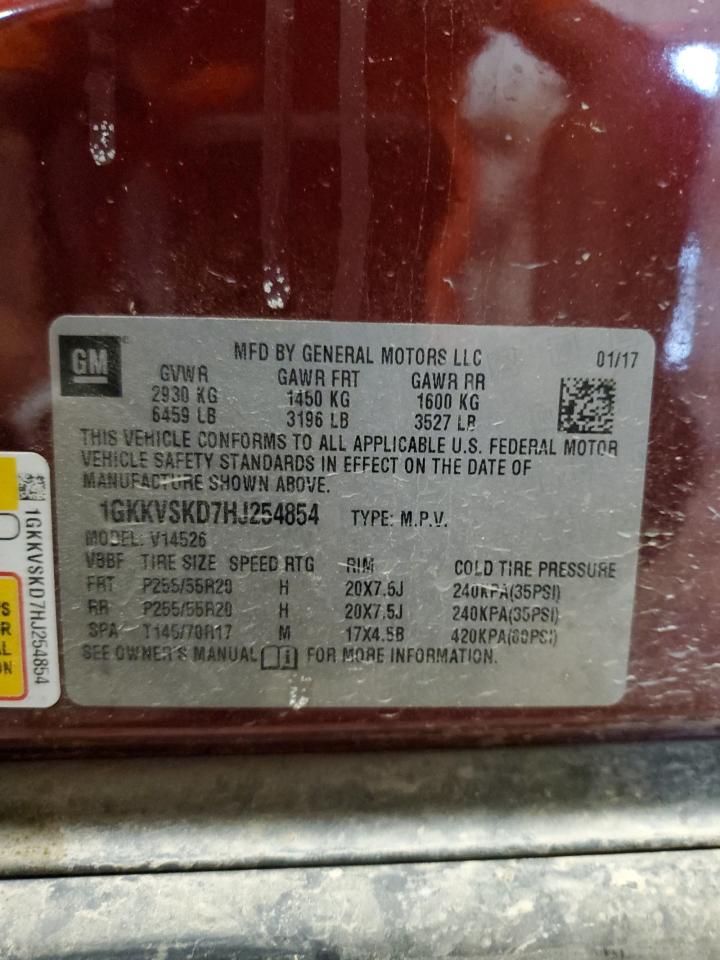 GM
MFD BY GENERAL MOTORS LLC 01/17
GVWR GAWR FRT GAWR RR
2930 KG 1450 KG 1600 KG
6459 LB 3196 LB 3527 LB
THIS VEHICLE CONFORMS TO ALL APPLICABLE U.S. FEDERAL MOTOR
VEHICLE SAFETY STANDARDS IN EFFECT ON THE DATE OF
MANUFACTURE SHOWN ABOVE.
1GKKVSKD7HJ254854 TYPE: M.P.V.
MODEL: V14526
VBBF TIRE SIZE SPEED RTG RIM COLD TIRE PRESSURE
FRT P255/55R20 H 20X7.5J 240KPA(35PSI)
RR P255/55R20 H 20X7.5J 240KPA(35PSI)
SPA T145/70R17 M 17X4.5B 420KPA(60PSI)
SEE OWNER'S MANUAL FOR MORE INFORMATION.
1GKKVSKD7HJ254854